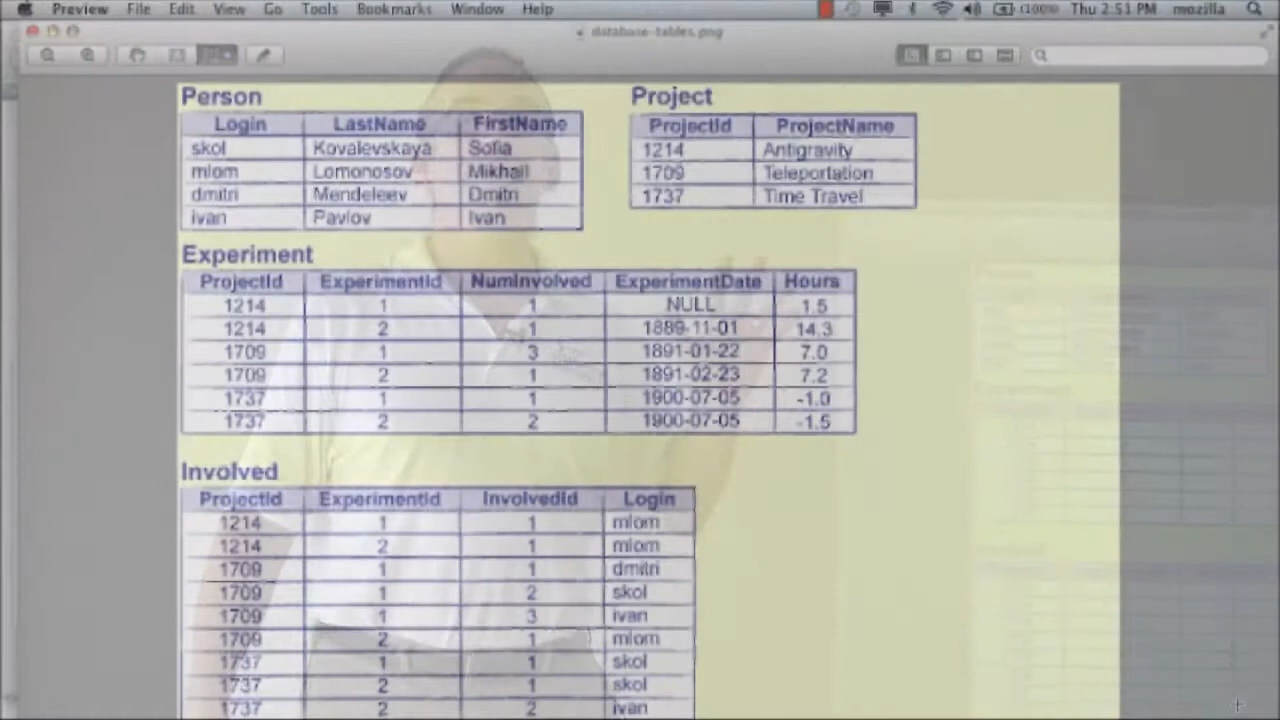 Preview File Edit View Go Tools Bookmarks Window Help (100%) Thu 2:51 PM mozilla
database-tables.png
Person
Login LastName FirstName
skol Kovalevskaya Sofia
mlom Lomonosov Mikhail
dmitri Mendeleev Dmitri
ivan Pavlov Ivan
Project
ProjectId ProjectName
1214 Antigravity
1709 Teleportation
1737 Time Travel
Experiment
ProjectId ExperimentId NumInvolved ExperimentDate Hours
1214 1 1 NULL 1.5
1214 2 1 1889-11-01 14.3
1709 1 3 1891-01-22 7.0
1709 2 1 1891-02-23 7.2
1737 1 1 1900-07-05 -1.0
1737 2 2 1900-07-05 -1.5
Involved
ProjectId ExperimentId InvolvedId Login
1214 1 1 mlom
1214 2 1 mlom
1709 1 1 dmitri
1709 1 2 skol
1709 1 3 ivan
1709 2 1 mlom
1737 1 1 skol
1737 2 1 skol
1737 2 2 ivan